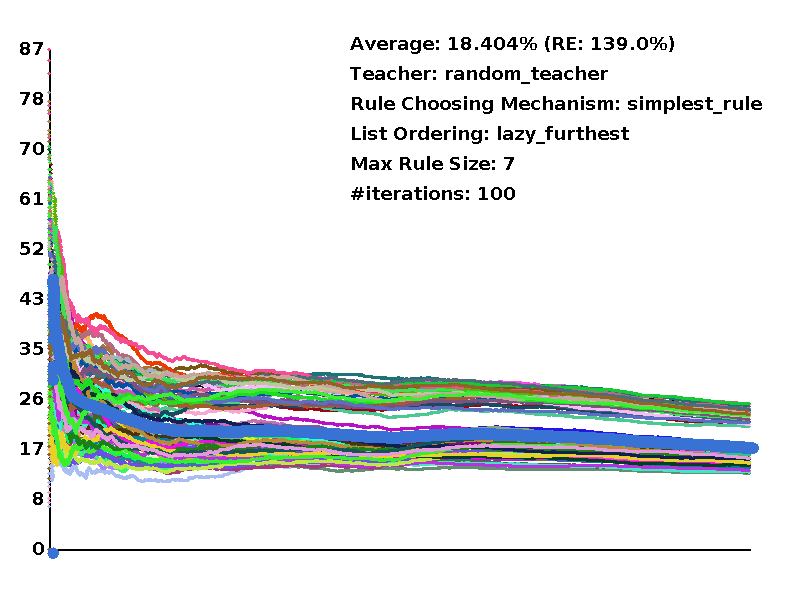 Average: 18.404% (RE: 139.0%)
Teacher: random_teacher
Rule Choosing Mechanism: simplest_rule
List Ordering: lazy_furthest
Max Rule Size: 7
#iterations: 100
87
78
70
61
52
43
35
26
17
8
0